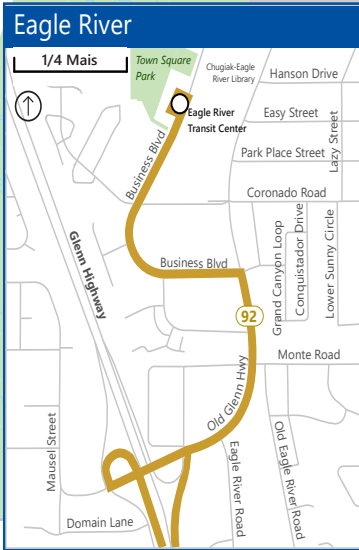 Eagle River
1/4 Mais
Town Square
Park
Chugiak-Eagle
River Library
Hanson Drive
Eagle River
Transit Center
Easy Street
Lazy Street
Park Place Street
Business Blvd
Coronado Road
Glenn Highway
Business Blvd
Grand Canyon Loop
Conquistador Drive
Lower Sunny Circle
92
Monte Road
Old Glenn Hwy
Mausel Street
Eagle River Road
Old Eagle River Road
Domain Lane